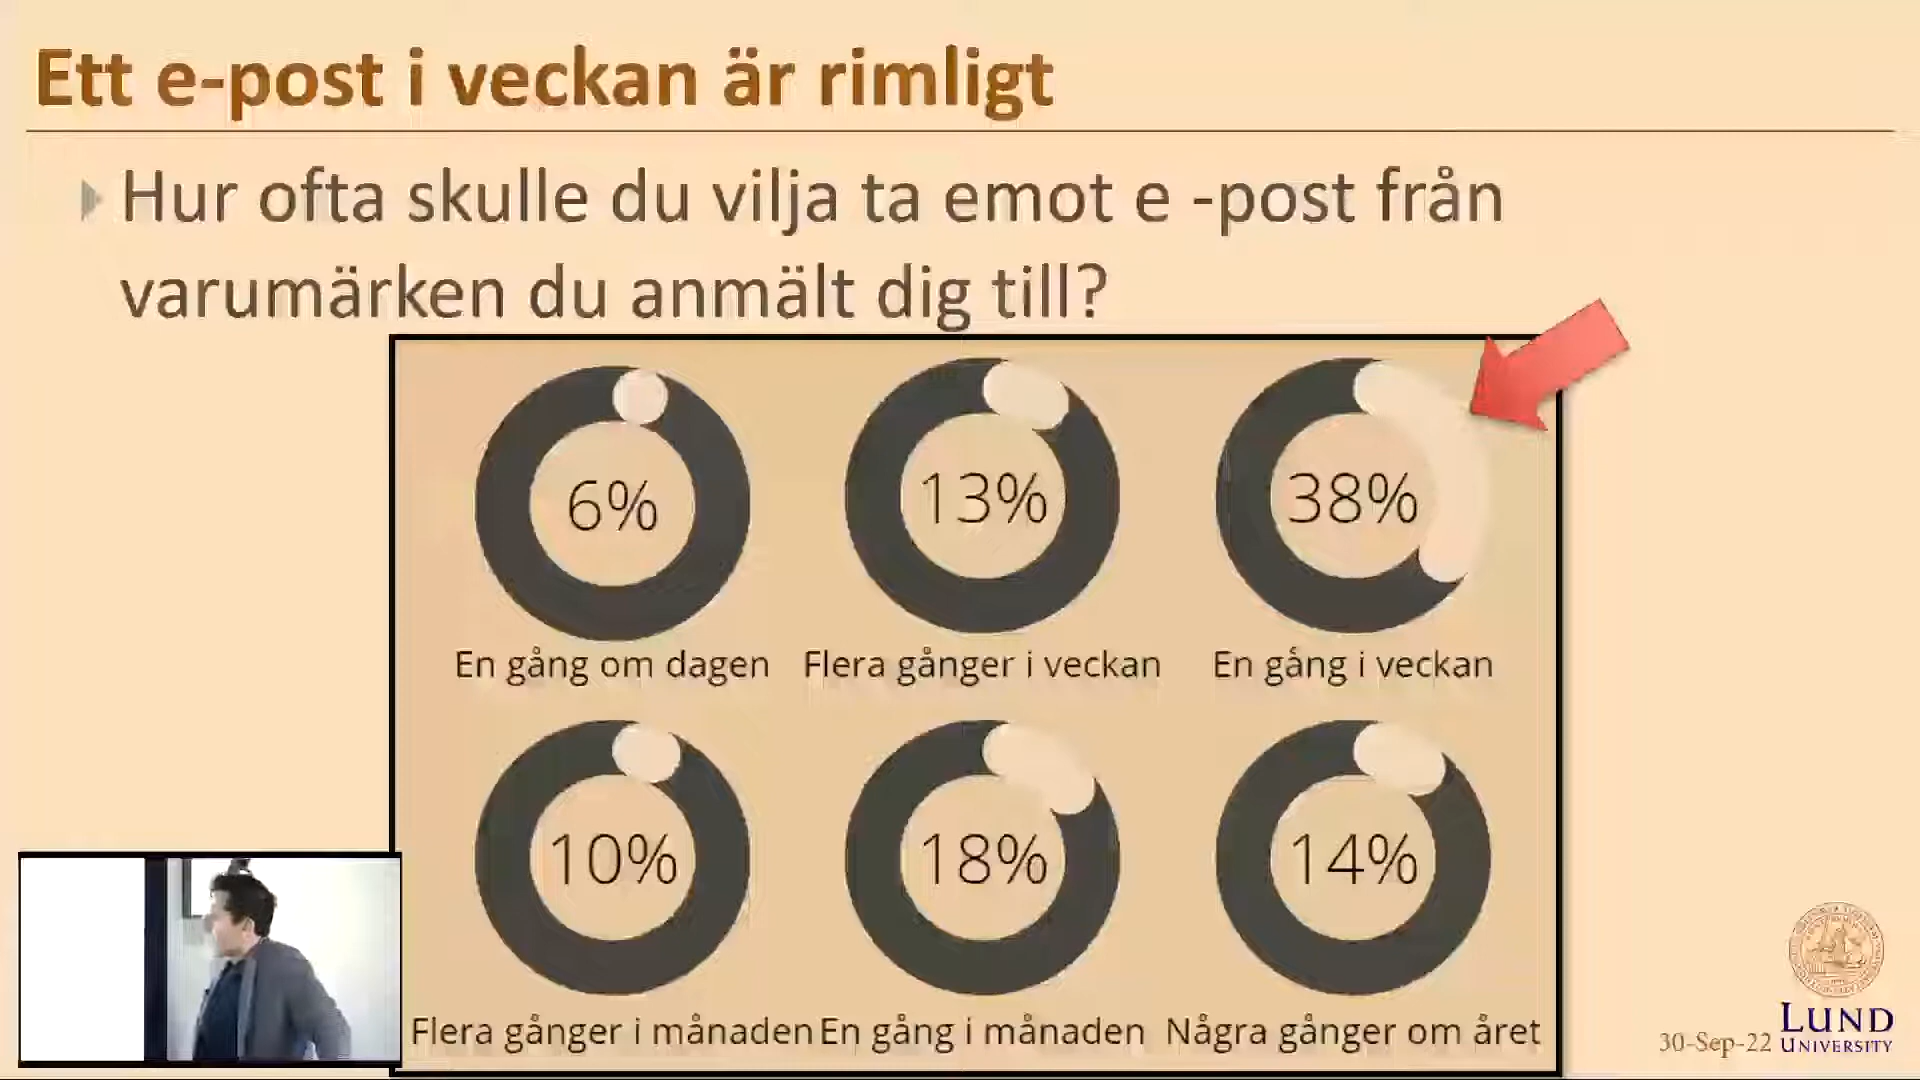 Ett e-post i veckan är rimligt
Hur ofta skulle du vilja ta emot e -post från
varumärken du anmält dig till?
6%
13%
38%
En gång om dagen
Flera gånger i veckan
En gång i veckan
10%
18%
14%
Flera gånger i månaden
En gång i månaden
Några gånger om året
30-Sep-22
LUND
UNIVERSITY